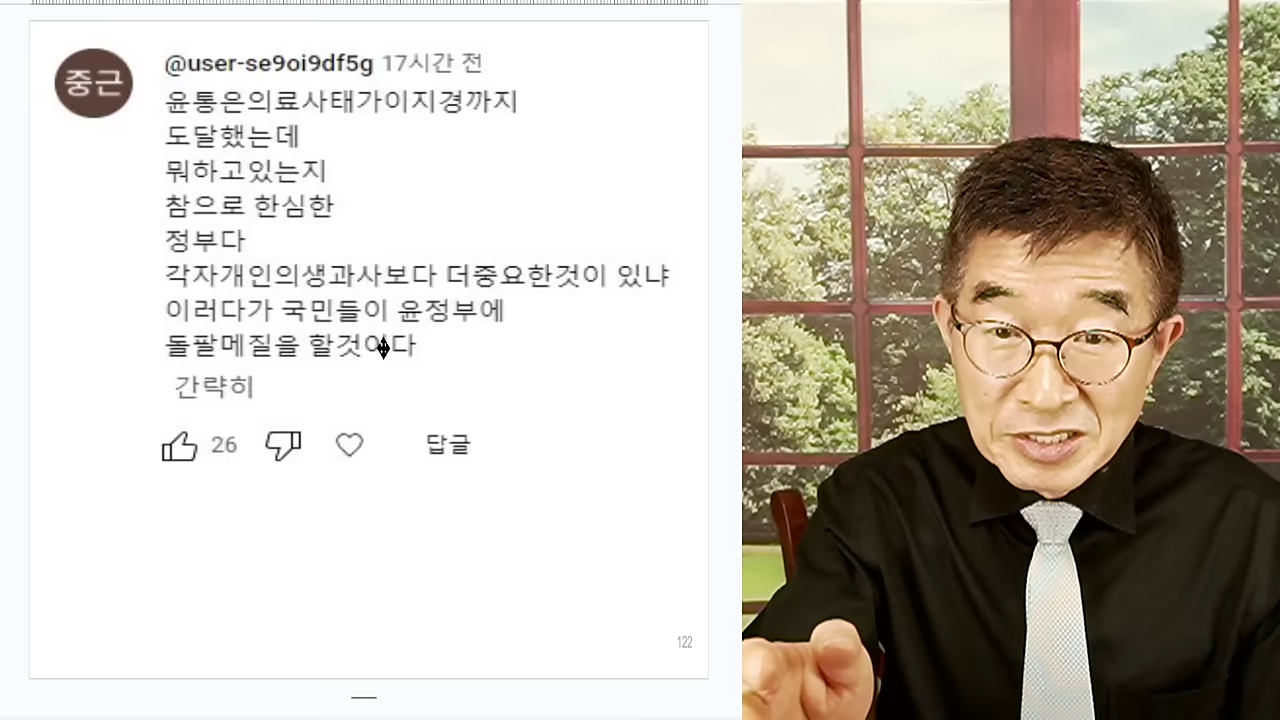 중근
@user-se9oi9df5g 17시간 전
윤통은의료사태가이지경까지
도달했는데
뭐하고있는지
참으로 한심한
정부다
각자개인의생과사보다 더중요한것이 있냐
이러다가 국민들이 윤정부에
돌팔메질을 할것이다
간략히
26
답글
122